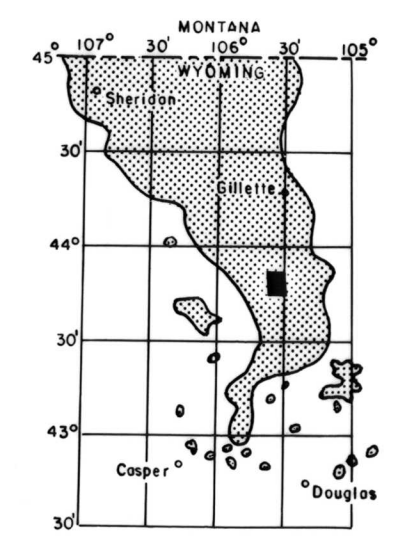 MONTANA
107° 30' 106° 30' 105°
45°
WYOMING
Sheridan
30'
Gillette
44°
30'
43°
Casper
Douglas
30'